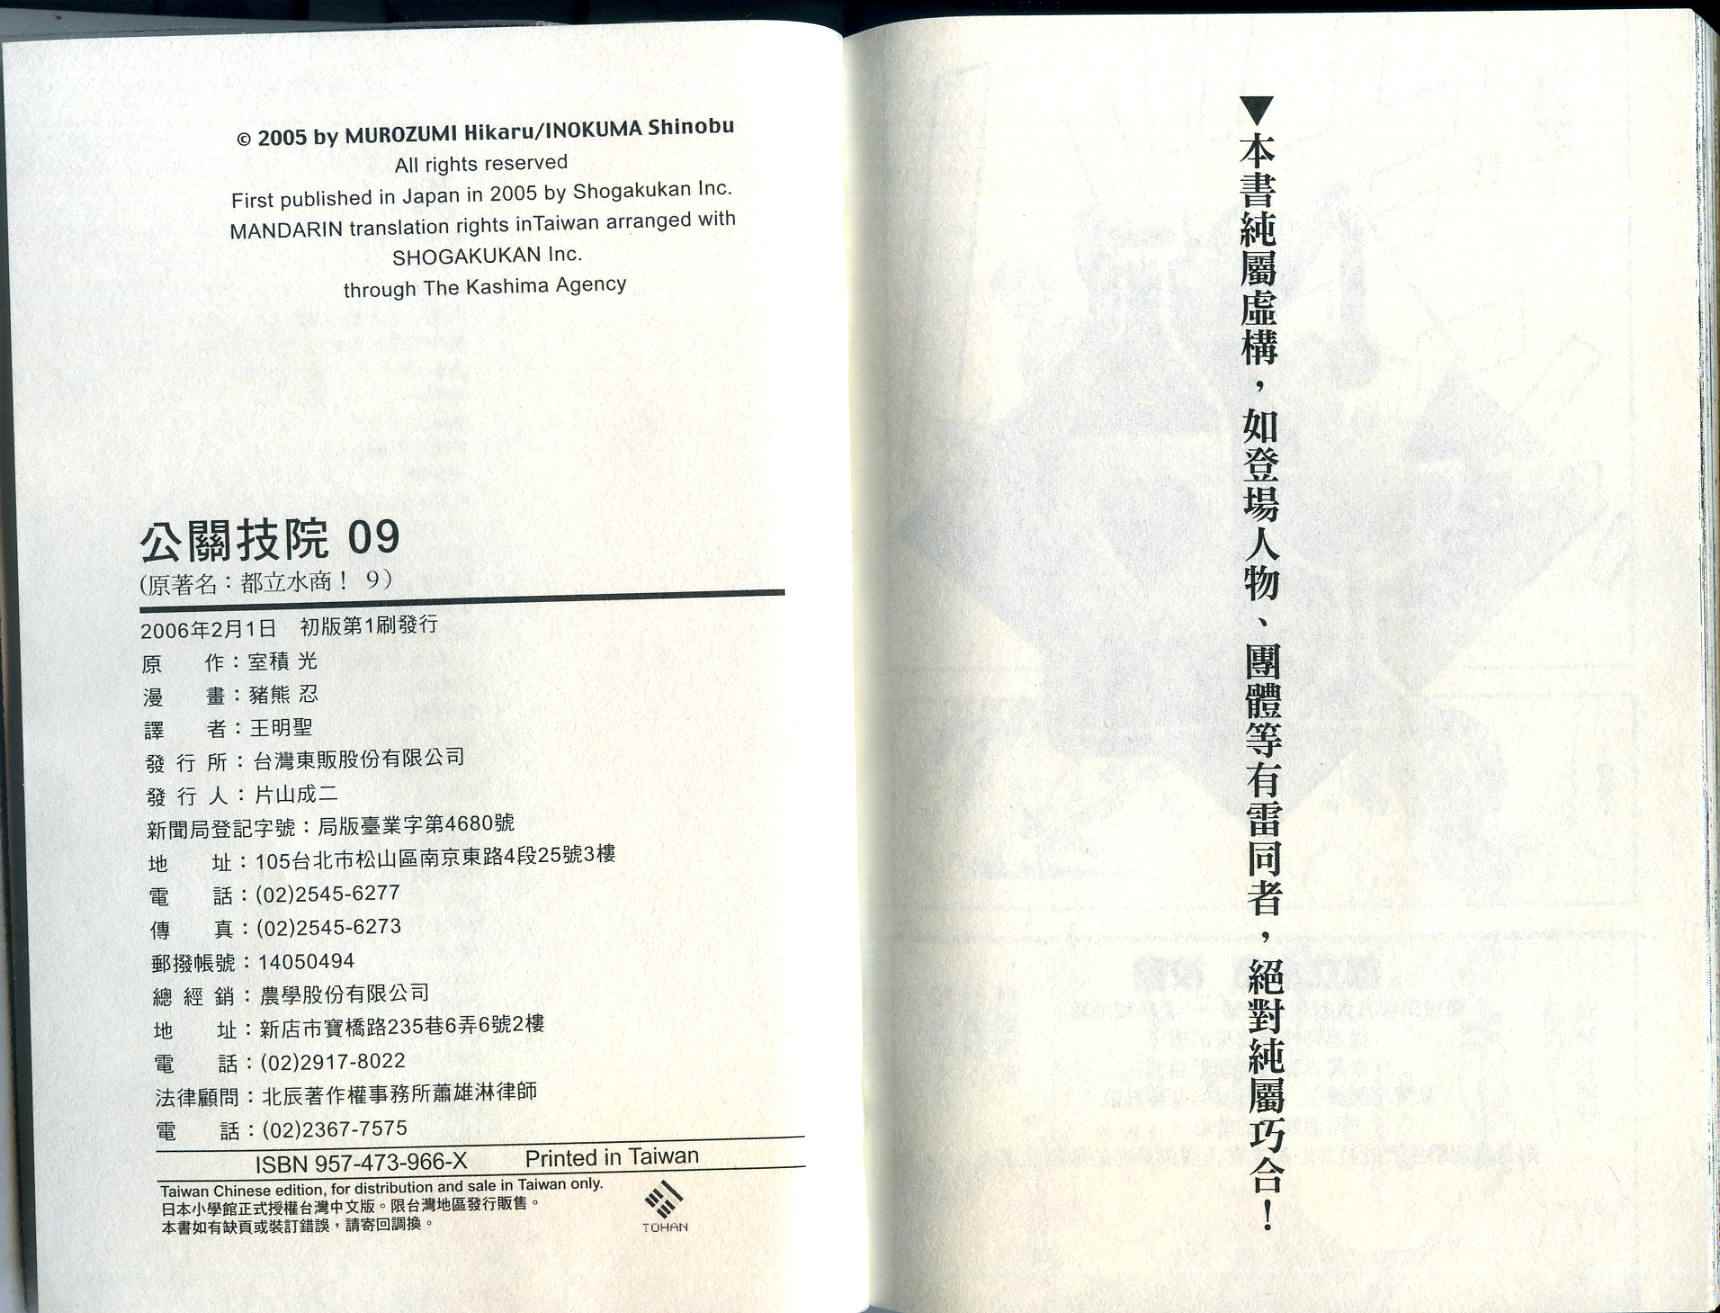 © 2005 by MUROZUMI Hikaru/INOKUMA Shinobu
All rights reserved
First published in Japan in 2005 by Shogakukan Inc.
MANDARIN translation rights inTaiwan arranged with
SHOGAKUKAN Inc.
through The Kashima Agency
公關技院 09
(原著名：都立水商！ 9）
2006年2月1日　初版第1刷發行
原　　作：室積 光
漫　　畫：豬熊 忍
譯　　者：王明聖
發 行 所：台灣東販股份有限公司
發 行 人：片山成二
新聞局登記字號：局版臺業字第4680號
地　　址：105台北市松山區南京東路4段25號3樓
電　　話：(02)2545-6277
傳　　真：(02)2545-6273
郵撥帳號：14050494
總 經 銷：農學股份有限公司
地　　址：新店市寶橋路235巷6弄6號2樓
電　　話：(02)2917-8022
法律顧問：北辰著作權事務所蕭雄淋律師
電　　話：(02)2367-7575
ISBN 957-473-966-X　Printed in Taiwan
Taiwan Chinese edition, for distribution and sale in Taiwan only.
日本小學館正式授權台灣中文版。限台灣地區發行販售。
本書如有缺頁或裝訂錯誤，請寄回調換。
TOHAN
▼本書純屬虛構，如登場人物、團體等有雷同者，絕對純屬巧合！